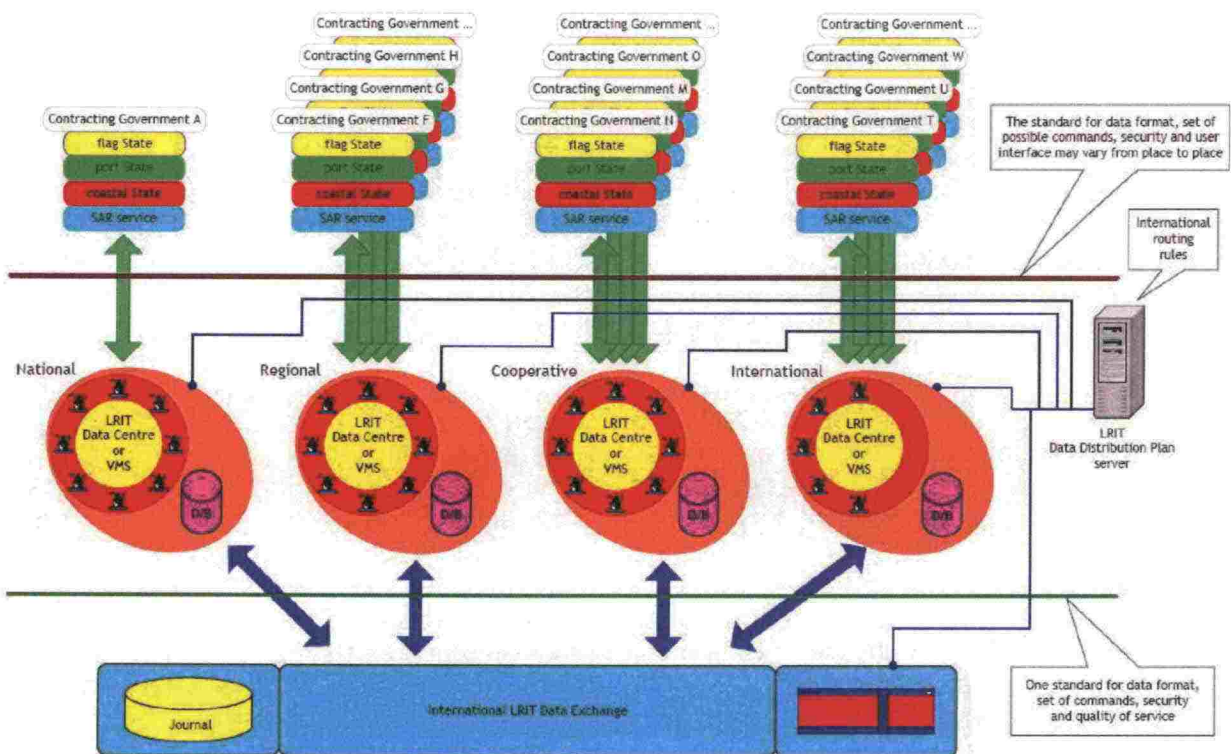 Contracting Government ...
Contracting Government H
Contracting Government G
Contracting Government F
flag State
port State
coastal State
SAR service
Contracting Government ...
Contracting Government O
Contracting Government M
Contracting Government N
flag State
port State
coastal State
SAR service
Contracting Government ...
Contracting Government W
Contracting Government U
Contracting Government T
flag State
port State
coastal State
SAR service
Contracting Government A
flag State
port State
coastal State
SAR service
The standard for data format, set of
possible commands, security and user
interface may vary from place to place
International
routing
rules
National
LRIT
Data Centre
or
VMS
D/B
Regional
LRIT
Data Centre
or
VMS
D/B
Cooperative
LRIT
Data Centre
or
VMS
D/B
International
LRIT
Data Centre
or
VMS
D/B
LRIT
Data Distribution Plan
server
Journal
International LRIT Data Exchange
One standard for data format,
set of commands, security
and quality of service